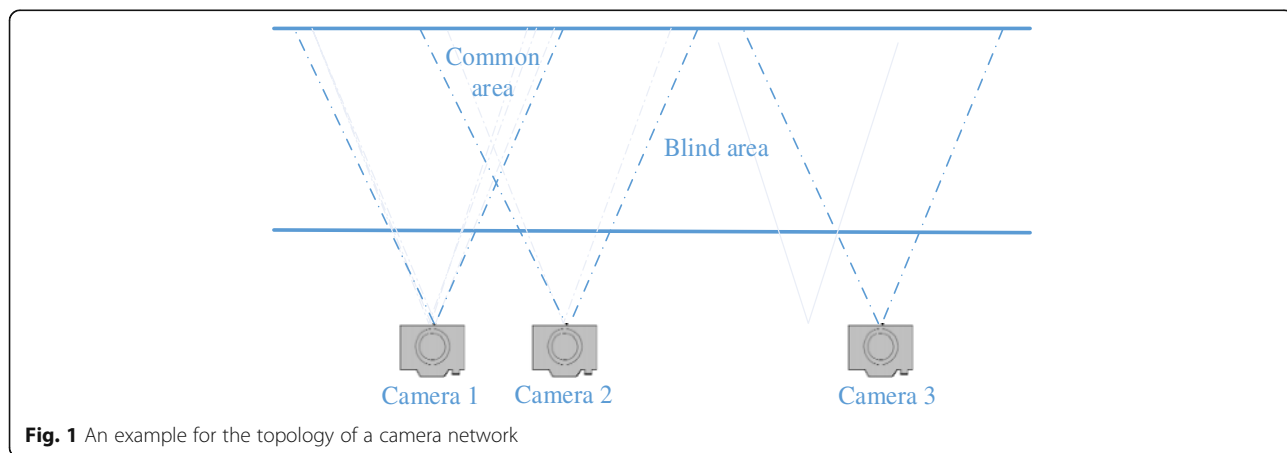 Common
area
Blind area
Camera 1
Camera 2
Camera 3
Fig. 1 An example for the topology of a camera network